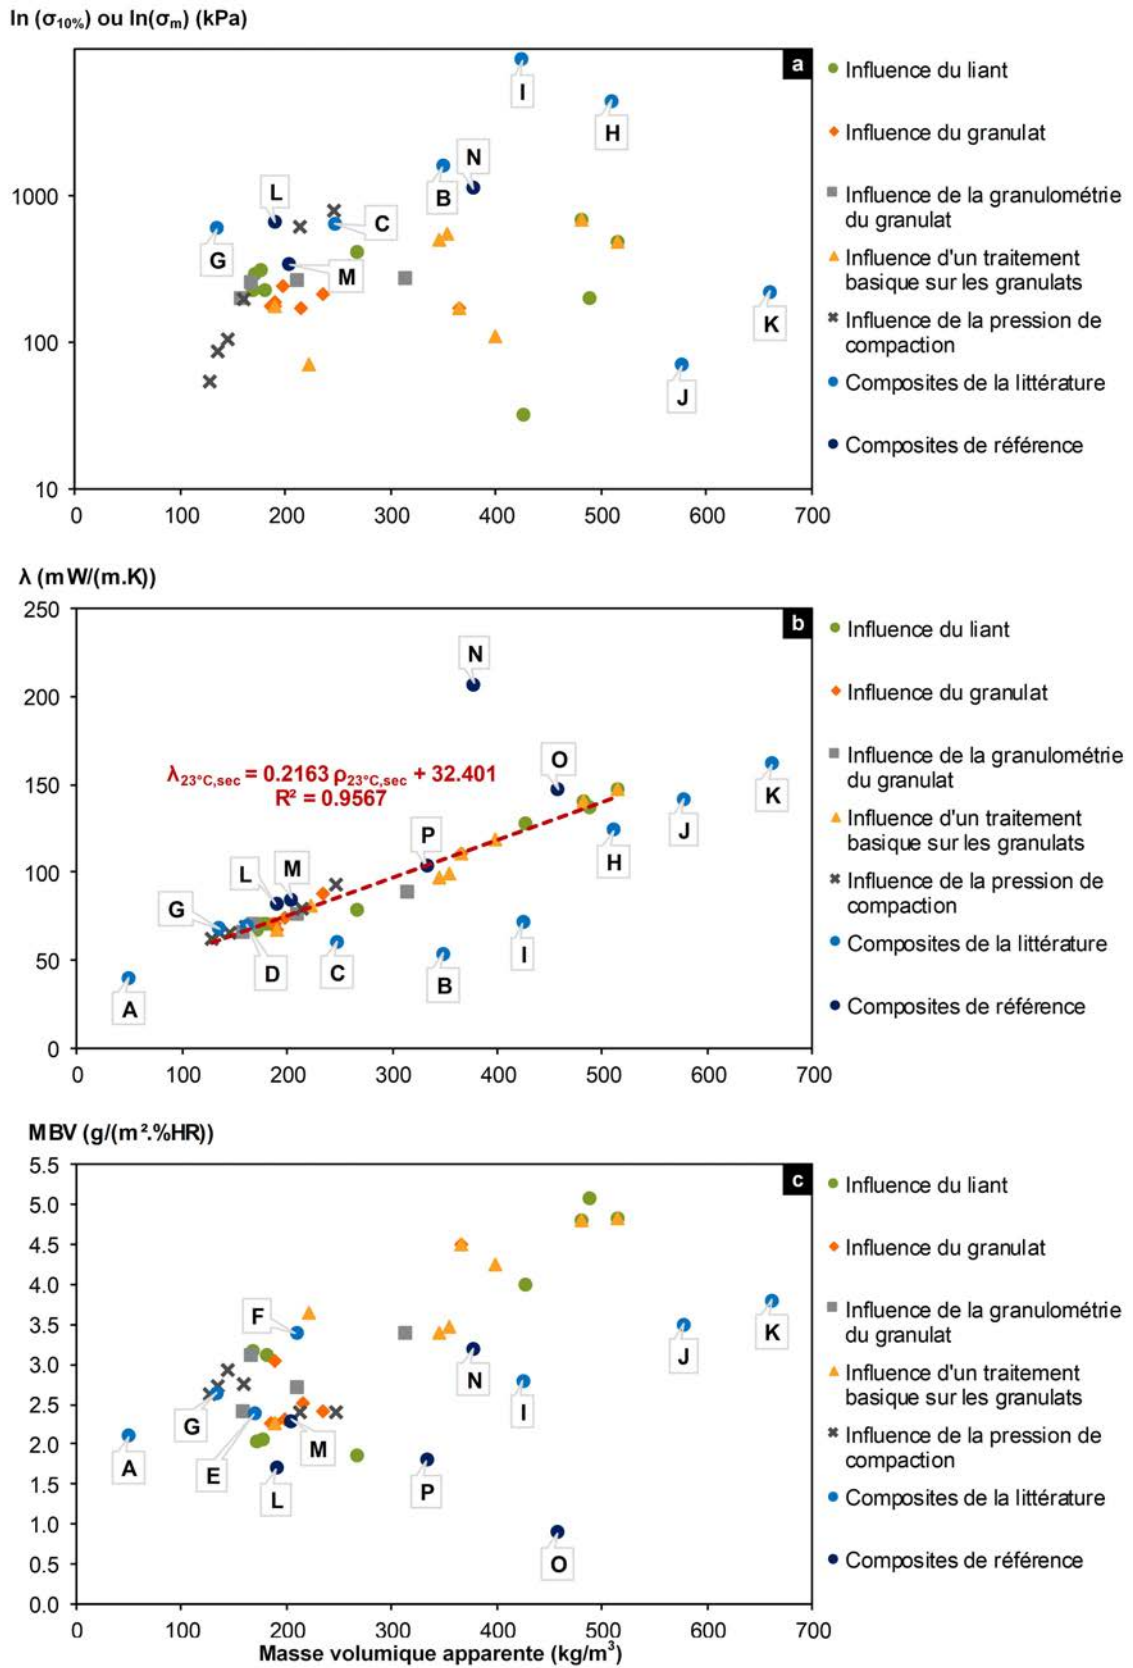 ln (σ10%) ou ln(σm) (kPa)
a
I
H
N
B
L
C
G
M
K
J
1000
100
10
0 100 200 300 400 500 600 700
Influence du liant
Influence du granulat
Influence de la granulométrie
du granulat
Influence d'un traitement
basique sur les granulats
Influence de la pression de
compaction
Composites de la littérature
Composites de référence
λ (mW/(m.K))
b
250
200
150
100
50
0
N
O
λ23°C,sec = 0.2163 ρ23°C,sec + 32.401
R² = 0.9567
K
P
J
M
L
H
G
D
C
B
I
A
0 100 200 300 400 500 600 700
Influence du liant
Influence du granulat
Influence de la granulométrie
du granulat
Influence d'un traitement
basique sur les granulats
Influence de la pression de
compaction
Composites de la littérature
Composites de référence
MBV (g/(m².%HR))
c
5.5
5.0
4.5
4.0
3.5
3.0
2.5
2.0
1.5
1.0
0.5
0.0
F
K
J
N
I
G
M
A
E
L
P
O
0 100 200 300 400 500 600 700
Masse volumique apparente (kg/m³)
Influence du liant
Influence du granulat
Influence de la granulométrie
du granulat
Influence d'un traitement
basique sur les granulats
Influence de la pression de
compaction
Composites de la littérature
Composites de référence